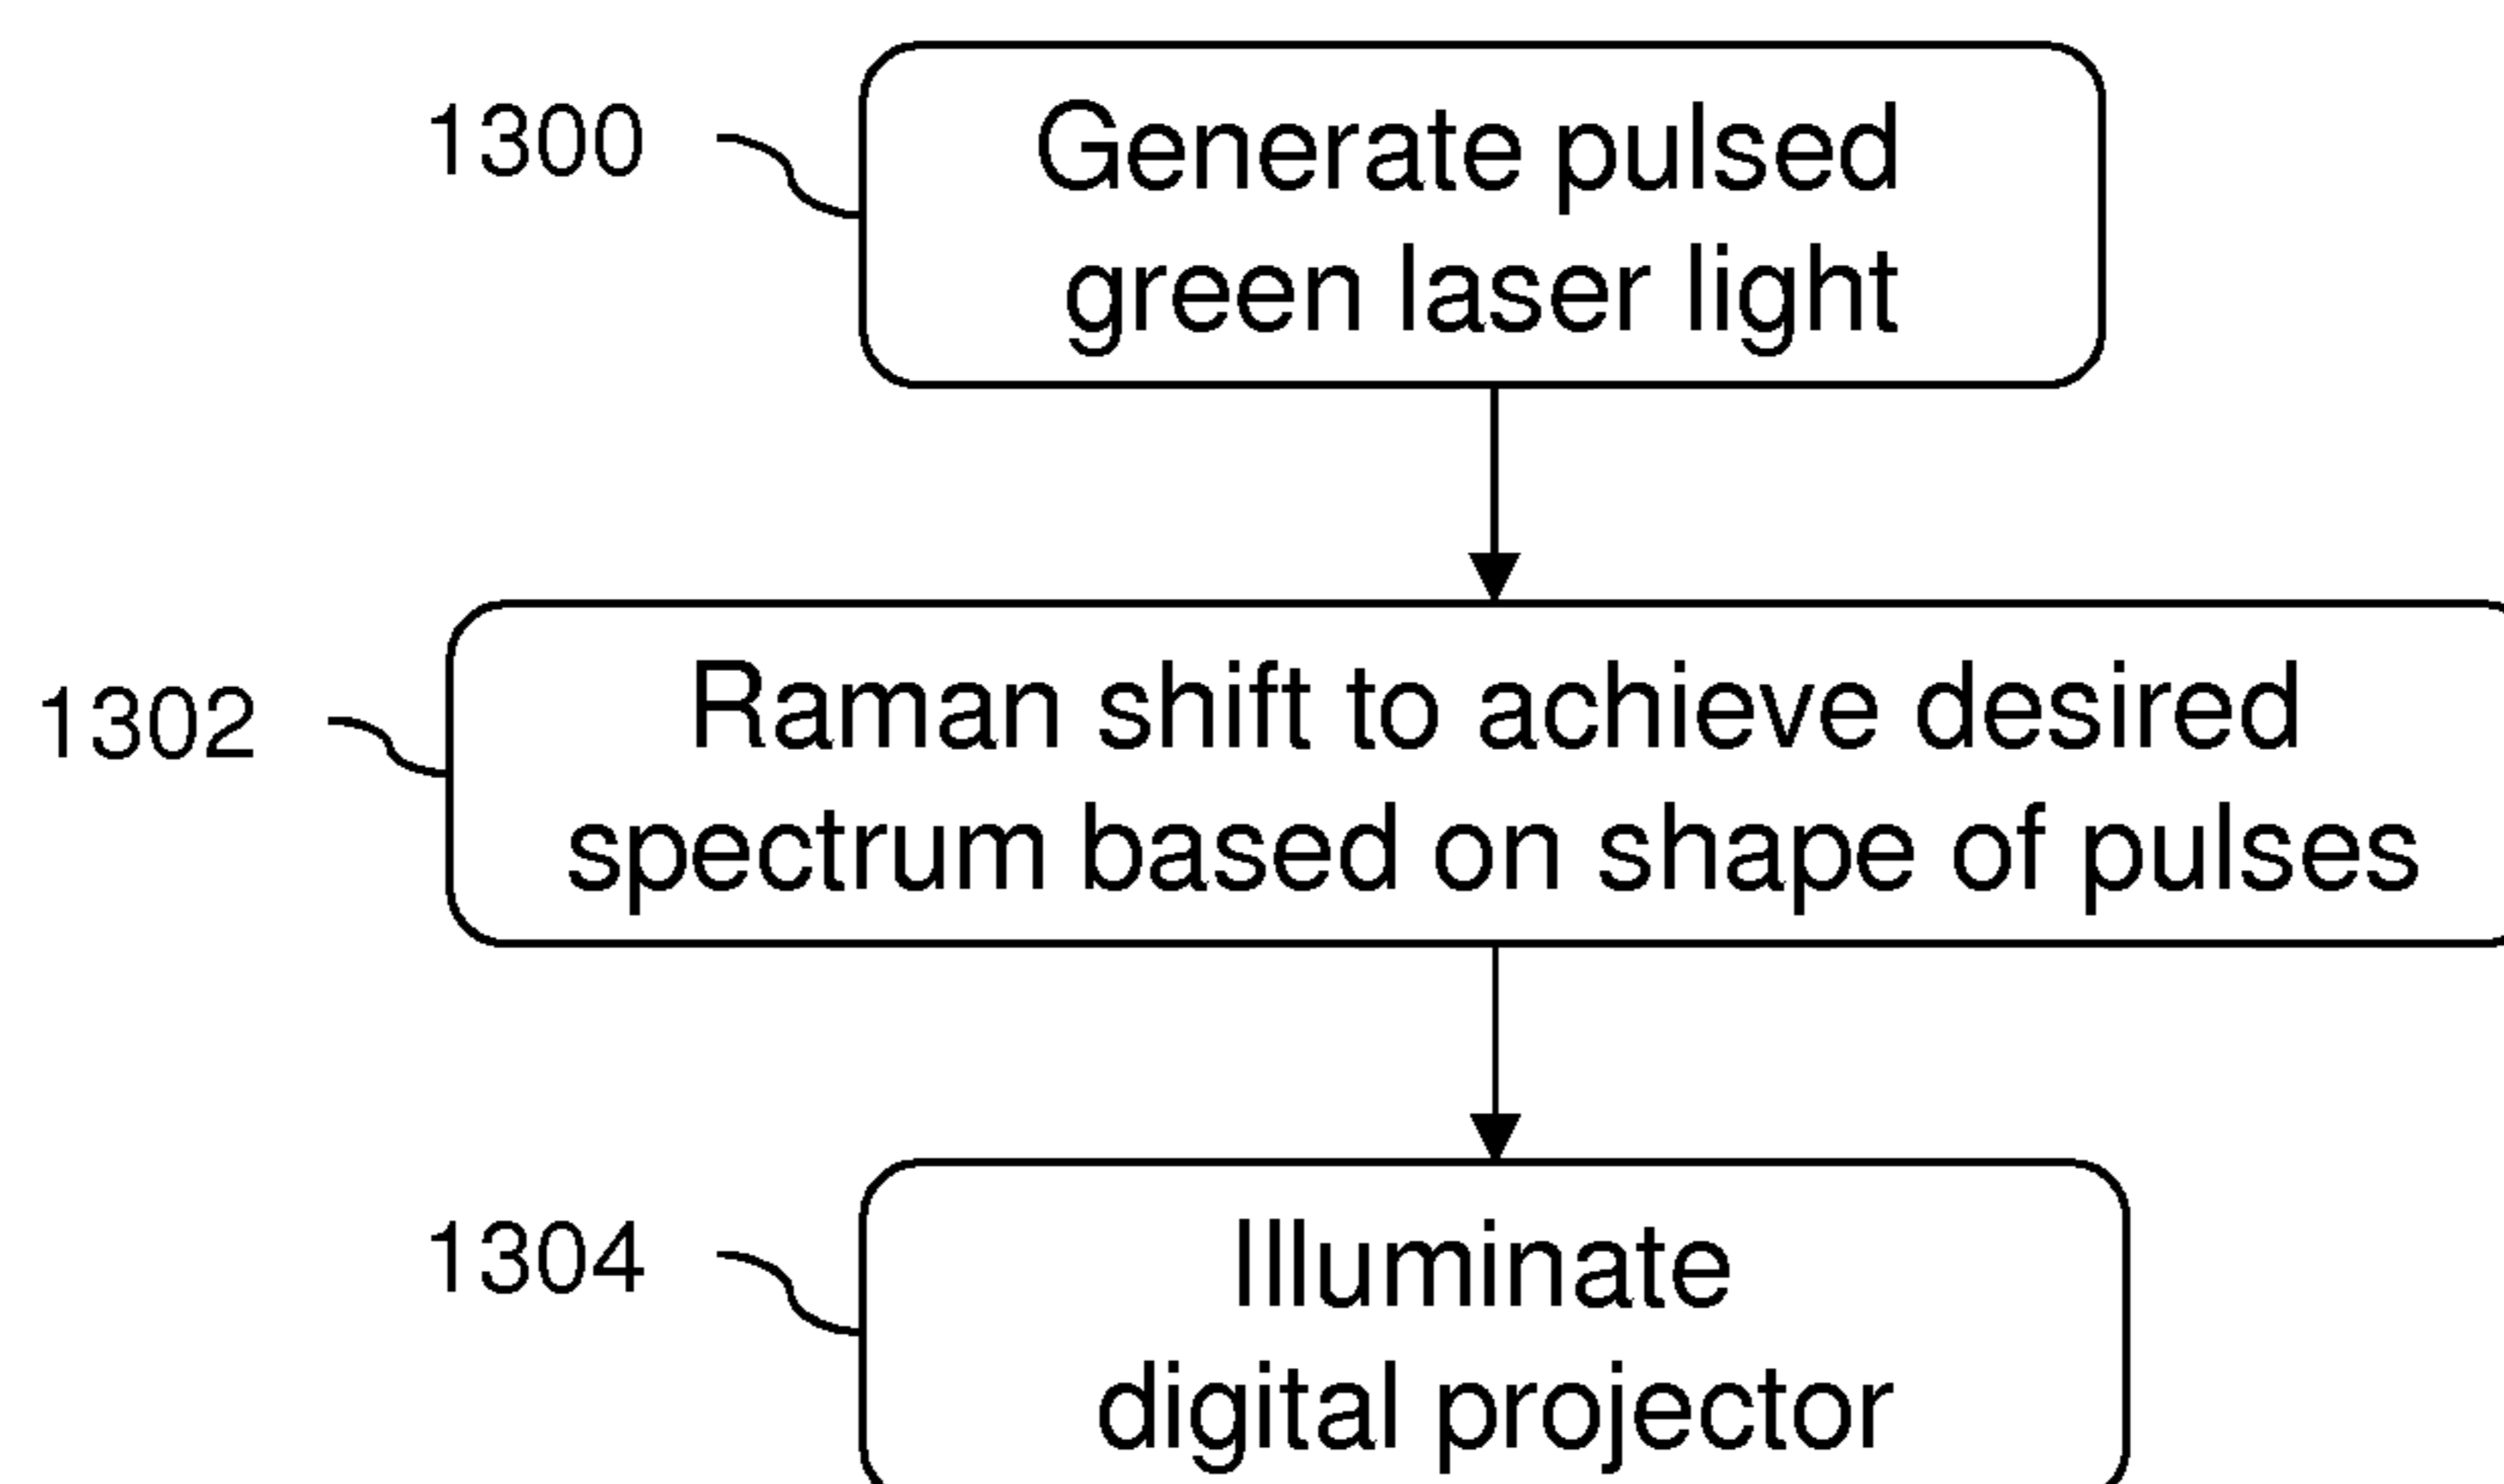 1300
Generate pulsed
green laser light
1302
Raman shift to achieve desired
spectrum based on shape of pulses
1304
Illuminate
digital projector